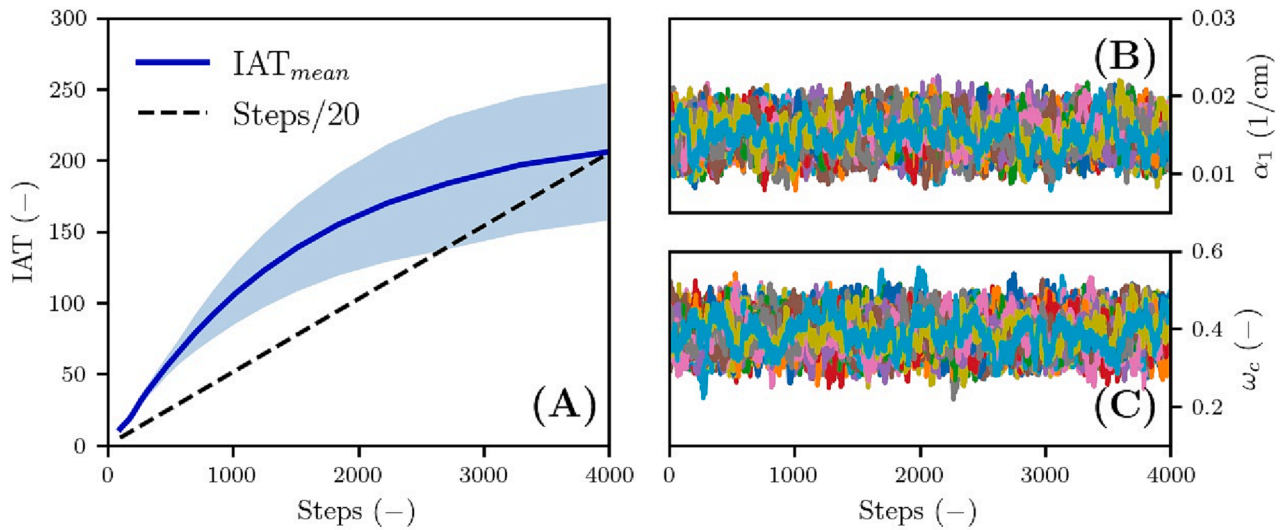 300
250
200
150
100
50
0
IAT (−)
IAT_mean
Steps/20
(A)
0 1000 2000 3000 4000
Steps (−)
(B)
0.03
0.02
0.01
α₁ (1/cm)
(C)
0.6
0.4
0.2
ω_c (−)
0 1000 2000 3000 4000
Steps (−)